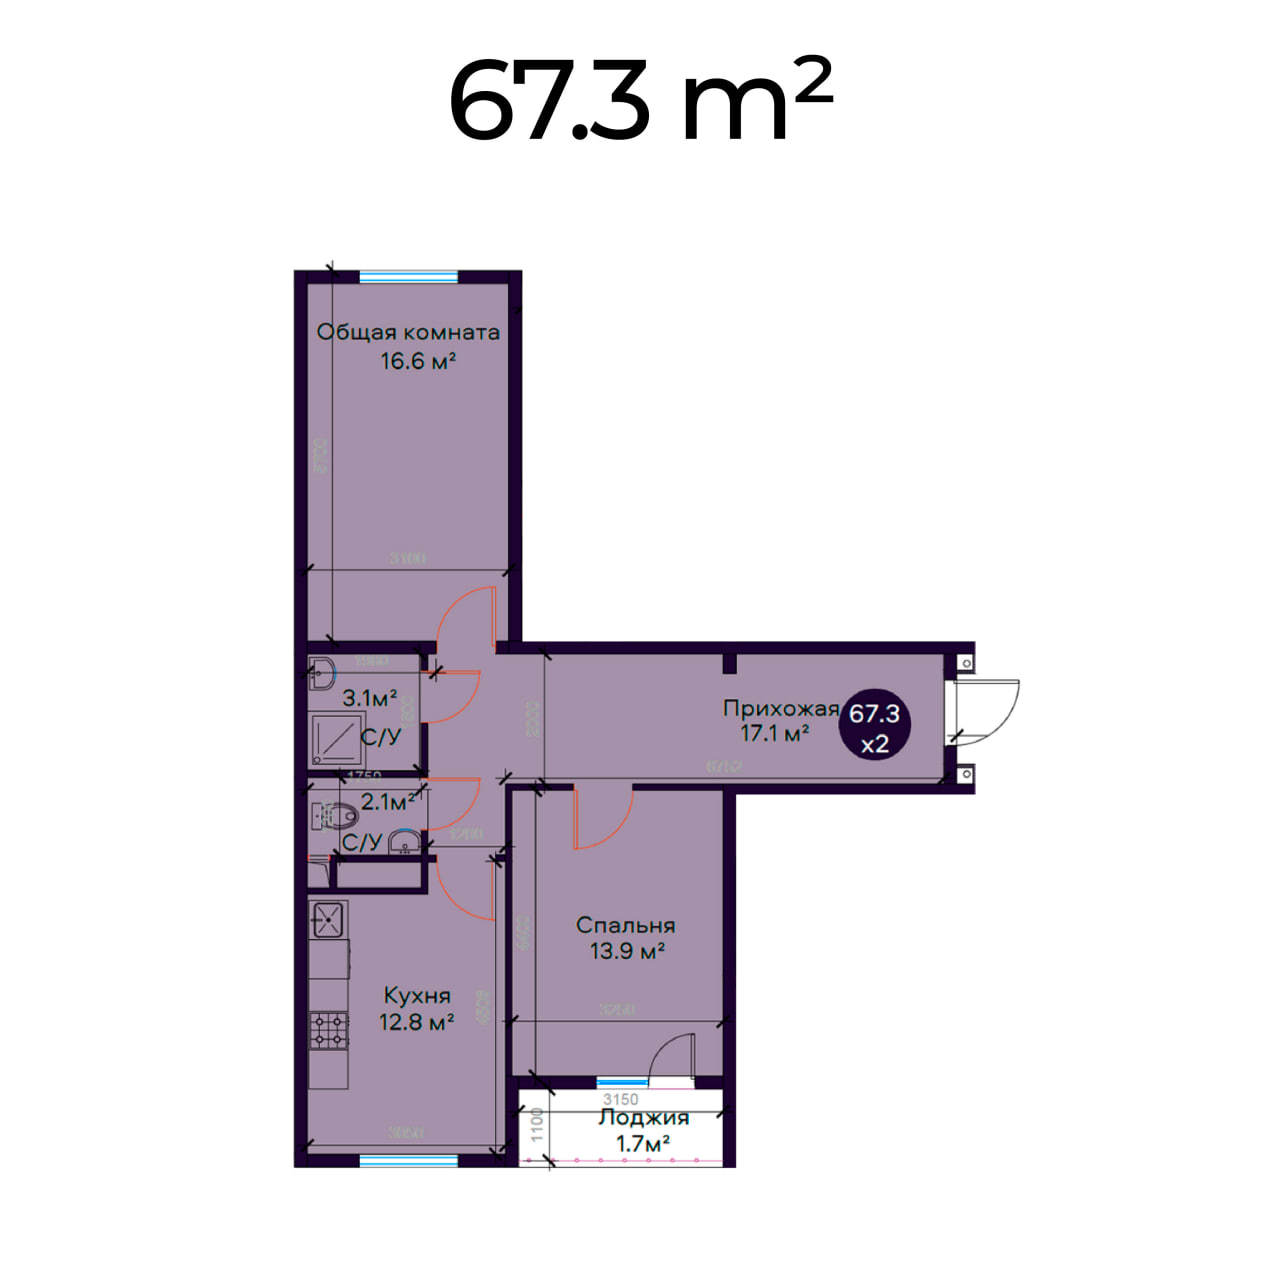 67.3 m²
Общая комната
16.6 м²
3100
3.1м²
С/У
1750
2.1м²
С/У
Прихожая
17.1 м²
67.3
x2
Спальня
13.9 м²
3250
Кухня
12.8 м²
3150
1100
Лоджия
1.7м²